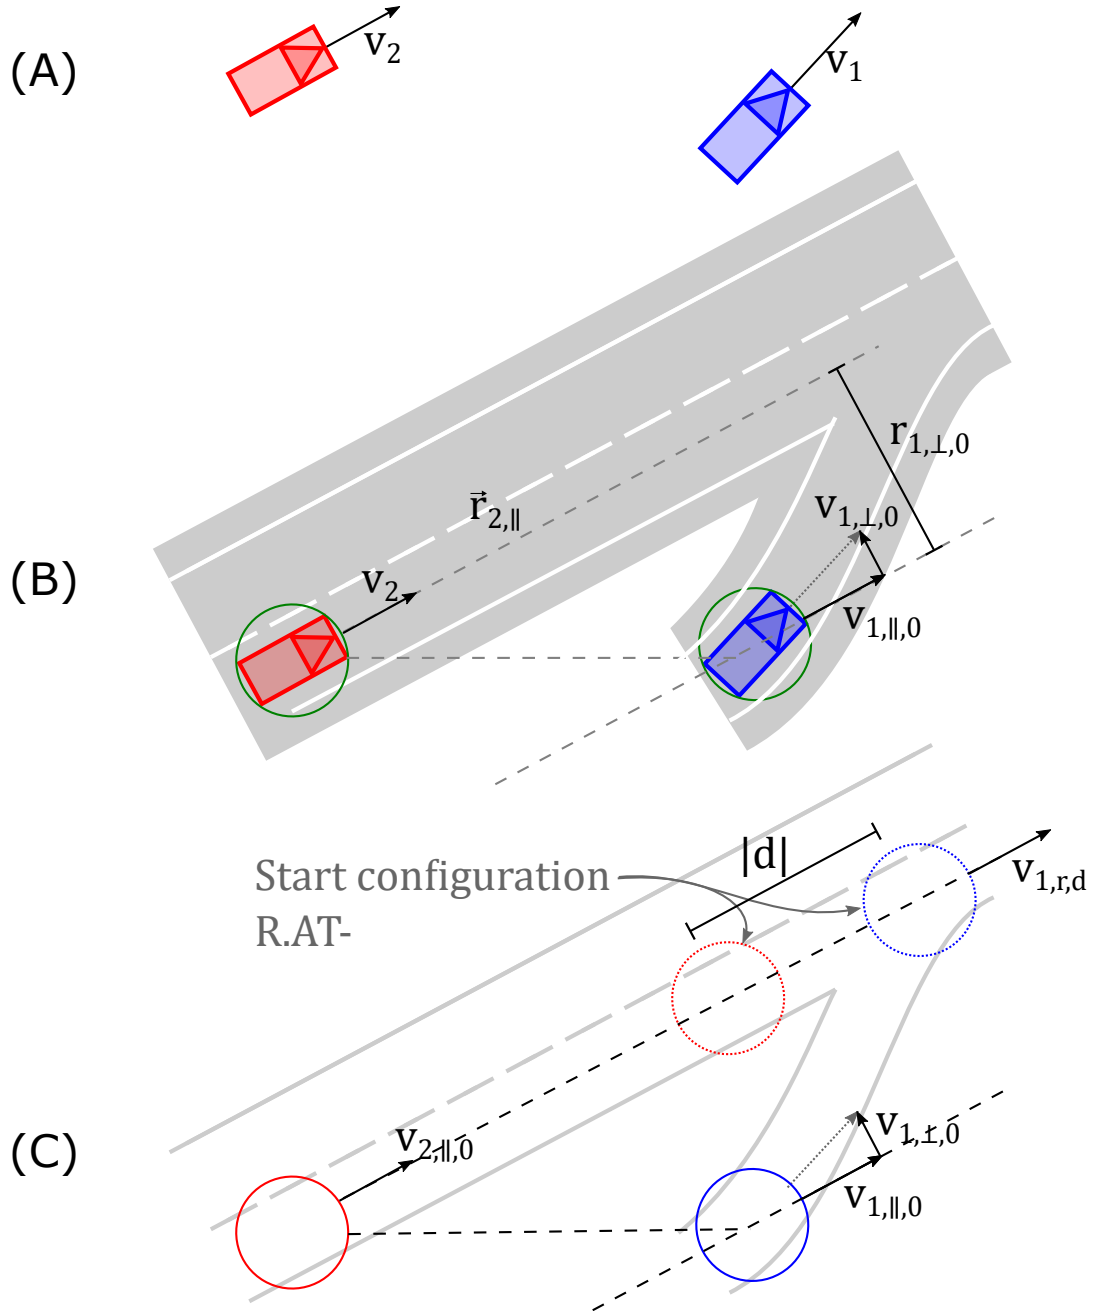 (A)
v2
v1
r1,⊥,0
r⃗2,∥
v1,⊥,0
(B)
v2
v1,∥,0
|d|
Start configuration
R.AT-
v1,r,d
(C)
v2,∥,0
v1,⊥,0
v1,∥,0